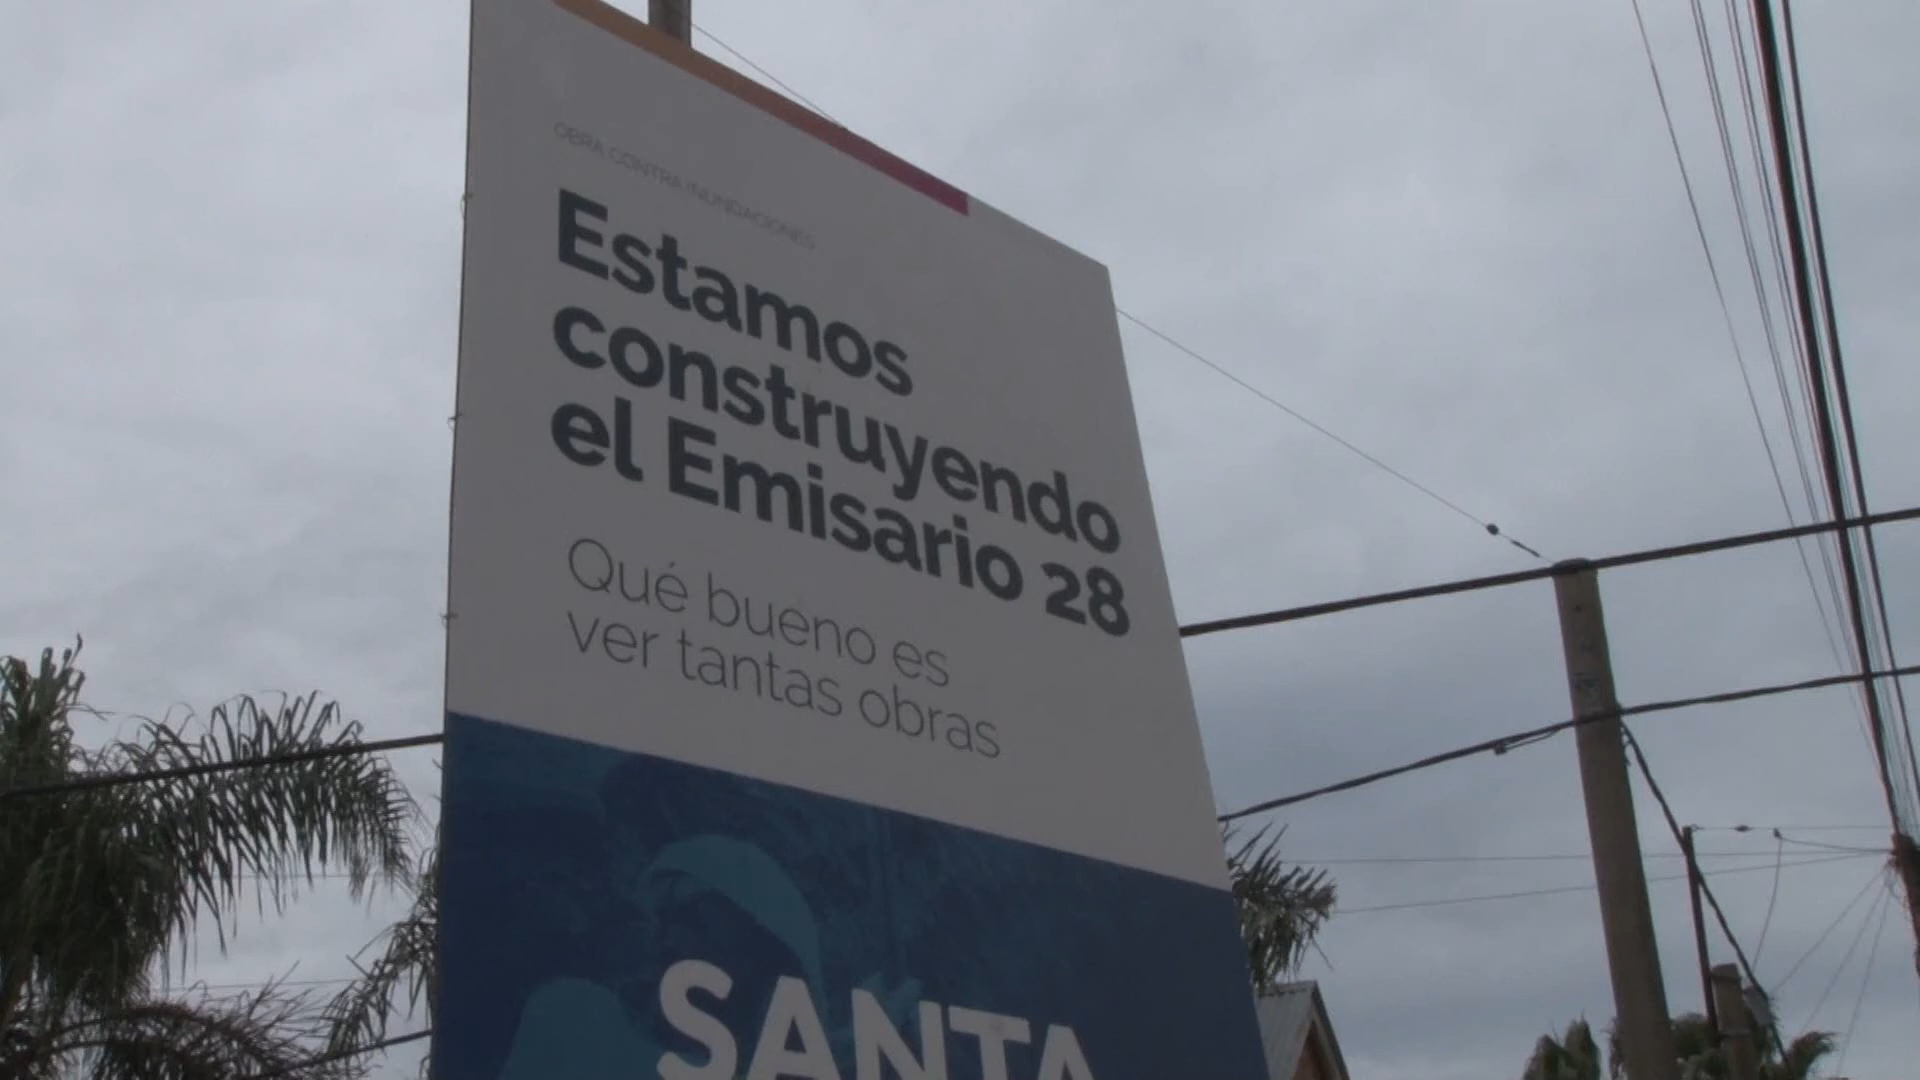 OBRA CONTRA INUNDACIONES
Estamos
construyendo
el Emisario 28
Qué bueno es
ver tantas obras
SANTA